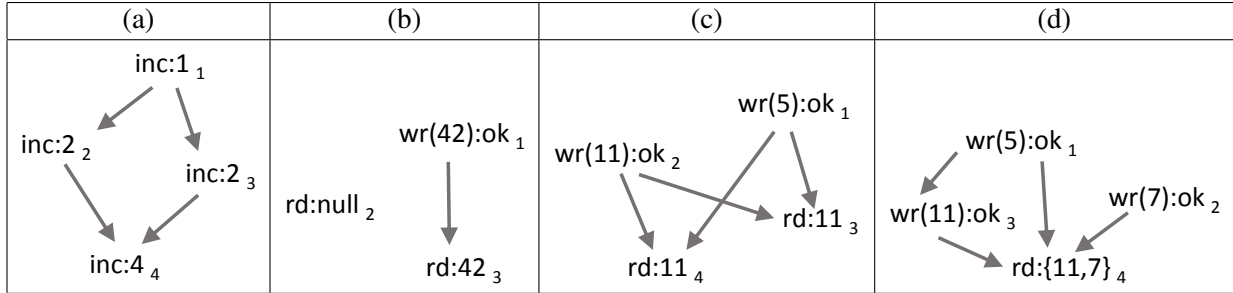 (a) (b) (c) (d)
inc:1 1
inc:2 2
inc:2 3
inc:4 4
wr(42):ok 1
rd:null 2
rd:42 3
wr(5):ok 1
wr(11):ok 2
rd:11 3
rd:11 4
wr(5):ok 1
wr(7):ok 2
wr(11):ok 3
rd:{11,7} 4